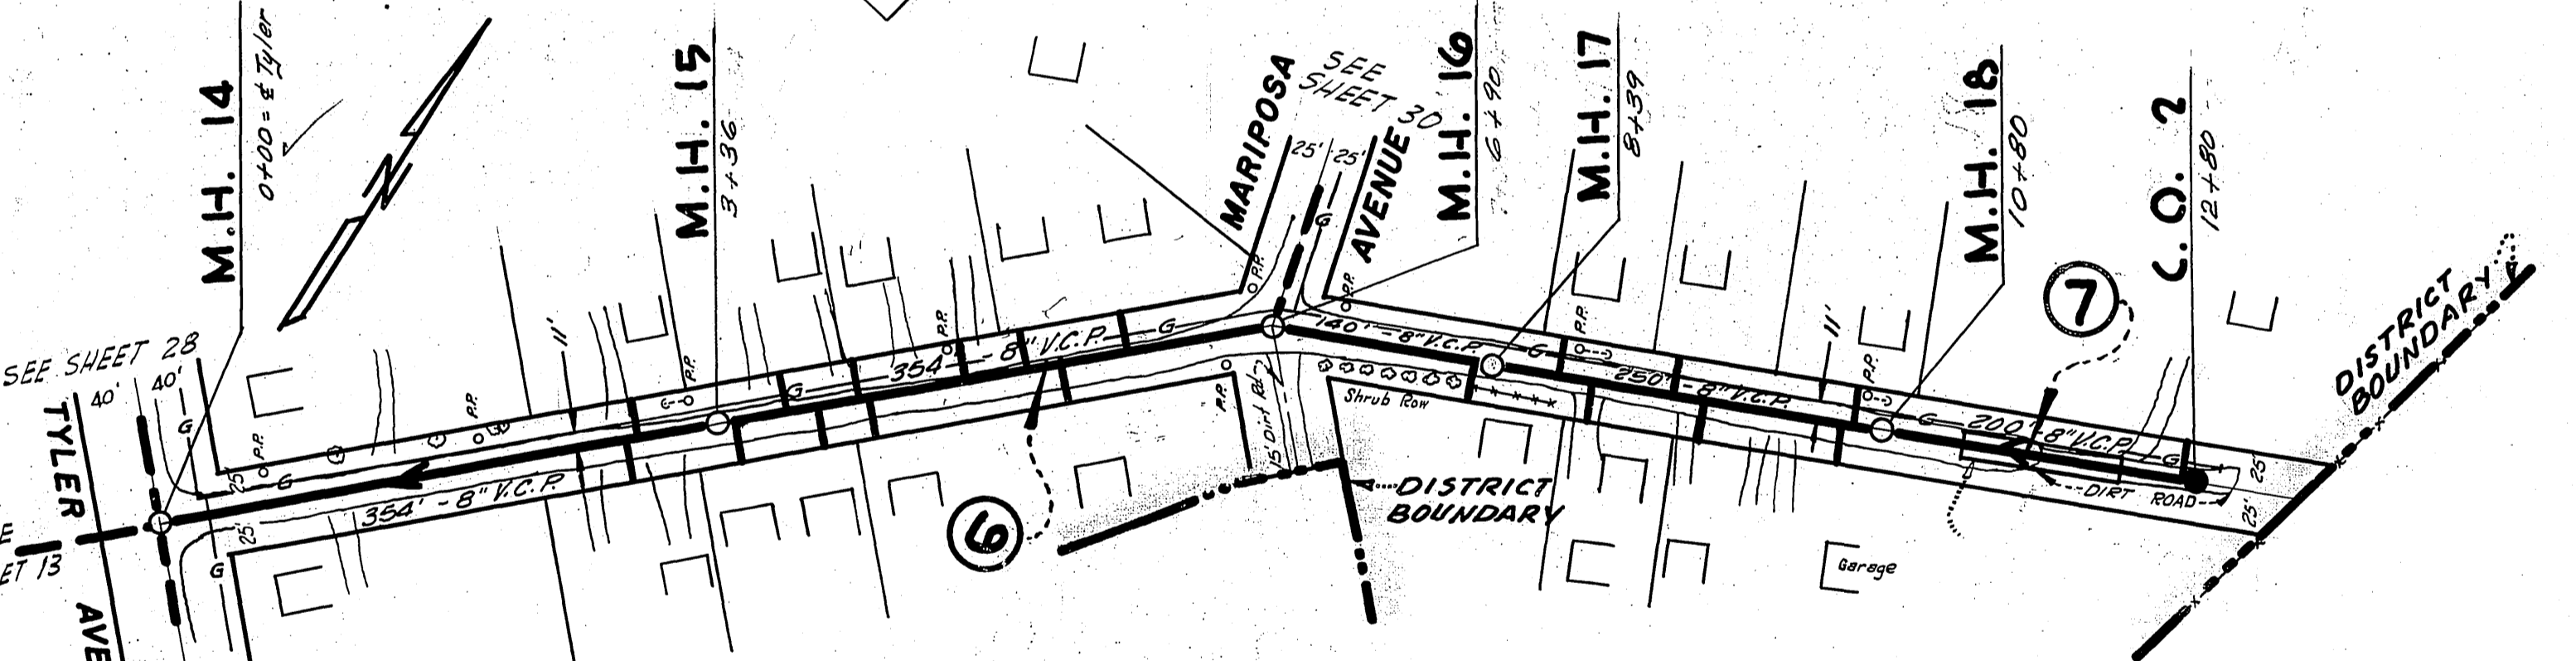 M.H. 14
0+00 = ℄ Tyler
M.H. 15
3+36
MARIPOSA
AVENUE
SEE
SHEET 30
25' 25'
M.H. 16
6+90
M.H. 17
8+39
M.H. 18
10+80
C.O. 2
12+80
N
SEE SHEET 28
40' 40'
TYLER
AVE
ET 13
E
G
G
G
25'
25'
P.P.
P.P.
11'
354' - 8" V.C.P.
P.P.
G
P.P.
354' - 8" V.C.P.
G
P.P.
P.P.
P.P.
G
15' Dirt Rd.
140' - 8" V.C.P.
G
P.P.
Shrub Row
250' - 8" V.C.P.
11'
P.P.
G
200' - 8" V.C.P.
G
DIRT ROAD
25'
25'
6
7
DISTRICT
BOUNDARY
DISTRICT
BOUNDARY
Garage